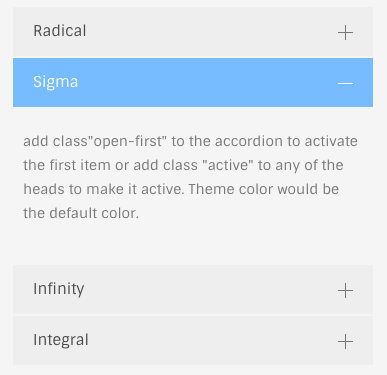 Radical
Sigma
add class"open-first" to the accordion to activate
the first item or add class "active" to any of the
heads to make it active. Theme color would be
the default color.
Infinity
Integral